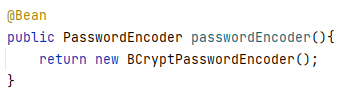 @Bean
public PasswordEncoder passwordEncoder(){
    return new BCryptPasswordEncoder();
}